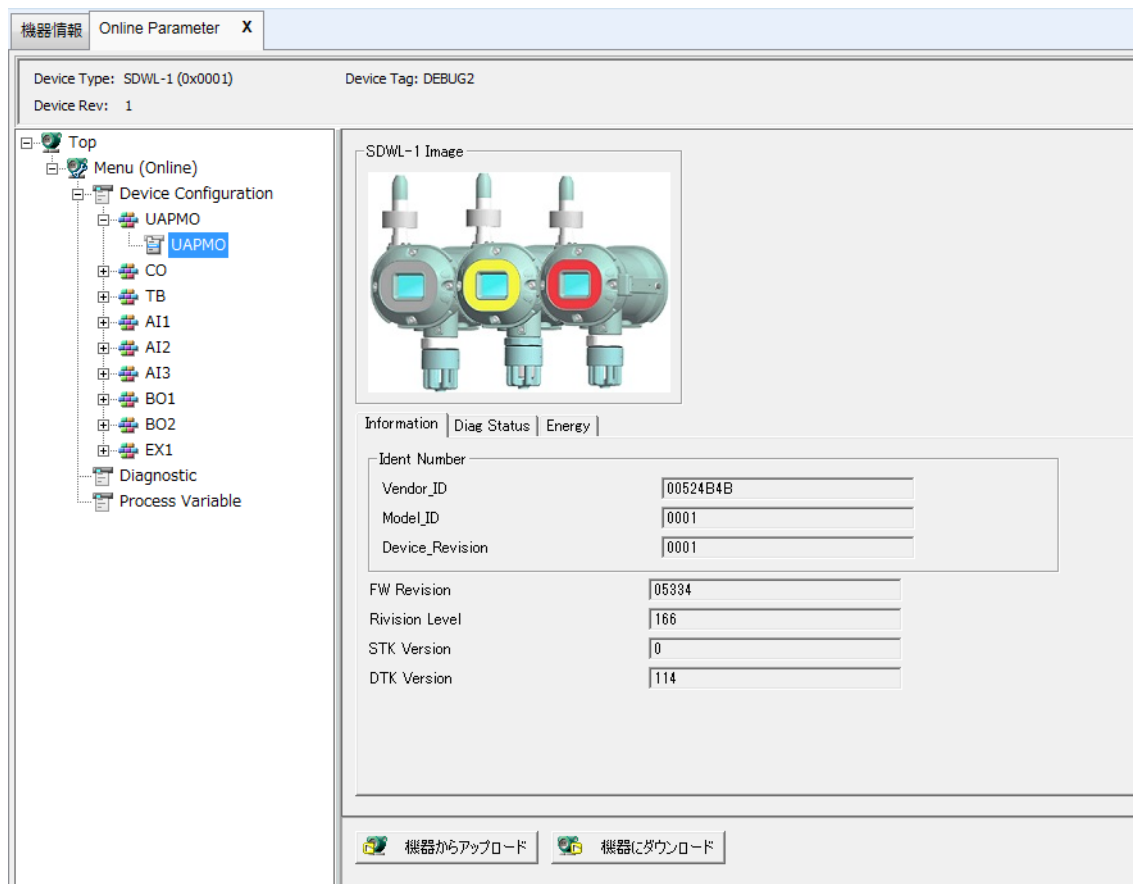 機器情報 Online Parameter X
Device Type: SDWL-1 (0x0001) Device Tag: DEBUG2
Device Rev: 1
Top
Menu (Online)
Device Configuration
UAPMO
UAPMO
CO
TB
AI1
AI2
AI3
BO1
BO2
EX1
Diagnostic
Process Variable
SDWL-1 Image
Information Diag Status Energy
Ident Number
Vendor_ID 00524B4B
Model_ID 0001
Device_Revision 0001
FW Revision 05334
Rivision Level 166
STK Version 0
DTK Version 114
機器からアップロード 機器にダウンロード